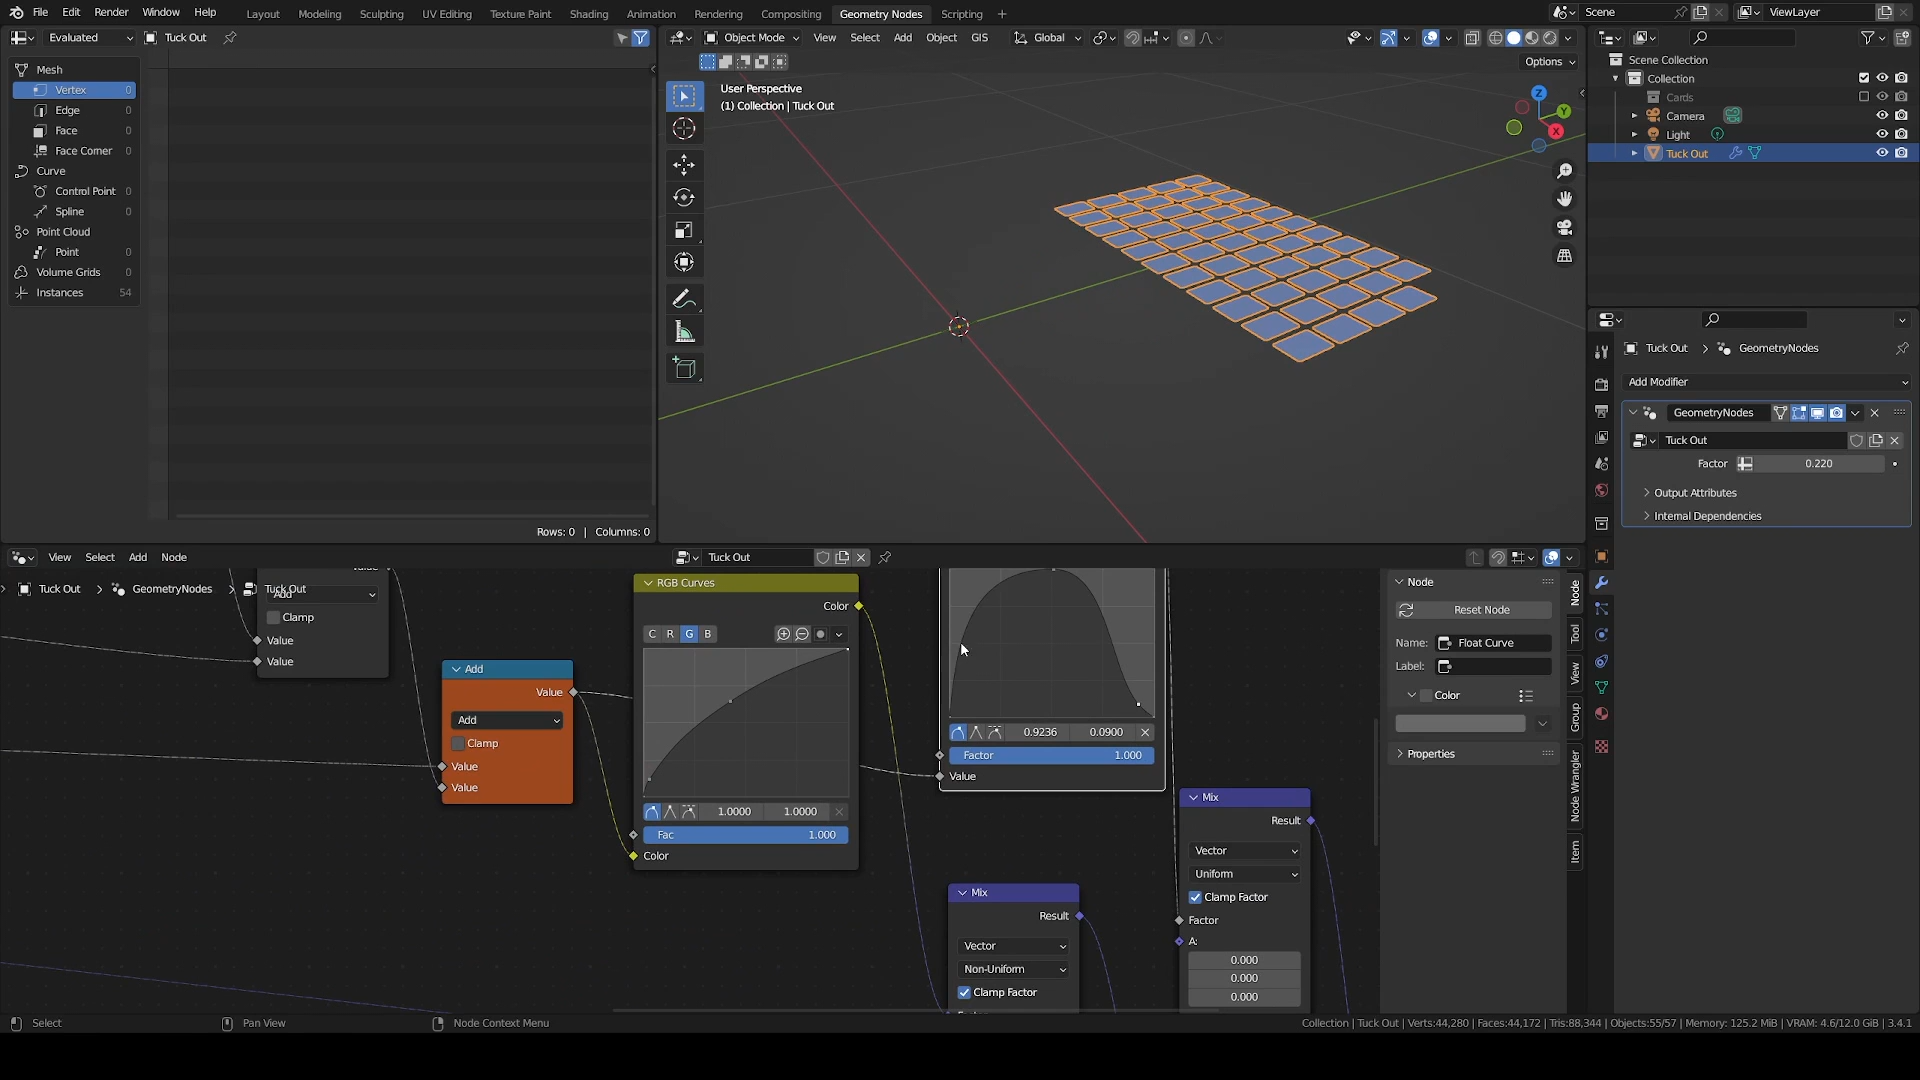 File Edit Render Window Help Layout Modeling Sculpting UV Editing Texture Paint Shading Animation Rendering Compositing Geometry Nodes Scripting + Scene ViewLayer
Evaluated Tuck Out
Object Mode View Select Add Object GIS Global
Options
Mesh
Vertex 0
Edge 0
Face 0
Face Corner 0
Curve
Control Point 0
Spline 0
Point Cloud
Point 0
Volume Grids 0
Instances 54
Rows: 0 | Columns: 0
User Perspective
(1) Collection | Tuck Out
Z
Y
X
Scene Collection
Collection
Cards
Camera
Light
Tuck Out
Tuck Out > GeometryNodes
Add Modifier
GeometryNodes
Tuck Out
Factor 0.220
Output Attributes
Internal Dependencies
View Select Add Node Tuck Out
Tuck Out > GeometryNodes > Tuck Out
Clamp
Value
Value
Add
Value
Add
Clamp
Value
Value
RGB Curves
Color
C R G B
1.0000 1.0000
Fac 1.000
Color
0.9236 0.0900
Factor 1.000
Value
Mix
Result
Vector
Non-Uniform
Clamp Factor
Mix
Result
Vector
Uniform
Clamp Factor
Factor
A:
0.000
0.000
0.000
Node
Reset Node
Name: Float Curve
Label:
Color
Properties
Node
Tool
View
Group
Node Wrangler
Item
Select Pan View Node Context Menu
Collection | Tuck Out | Verts:44,280 | Faces:44,172 | Tris:88,344 | Objects:55/57 | Memory: 125.2 MiB | VRAM: 4.6/12.0 GiB | 3.4.1